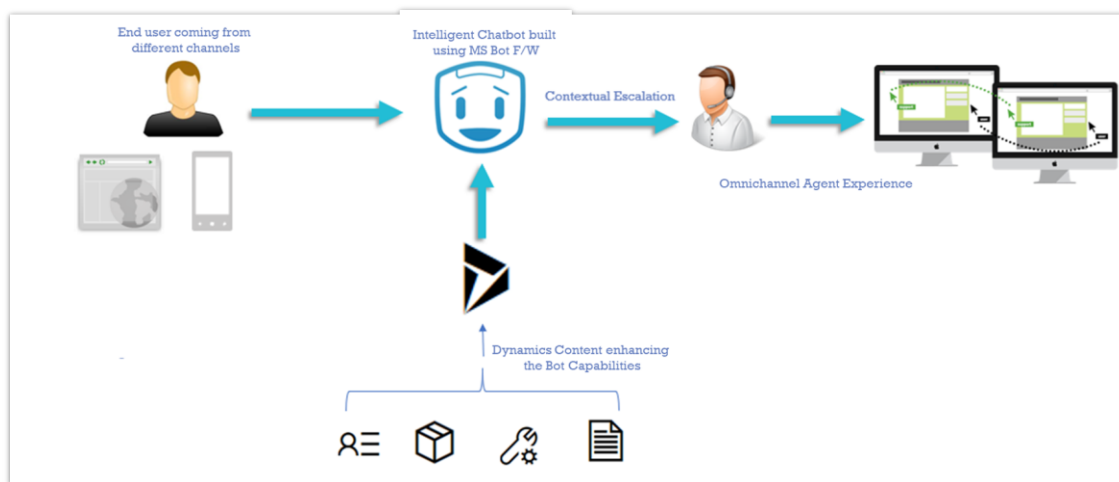 End user coming from
different channels
Intelligent Chatbot built
using MS Bot F/W
Contextual Escalation
Omnichannel Agent Experience
Dynamics Content enhancing
the Bot Capabilities